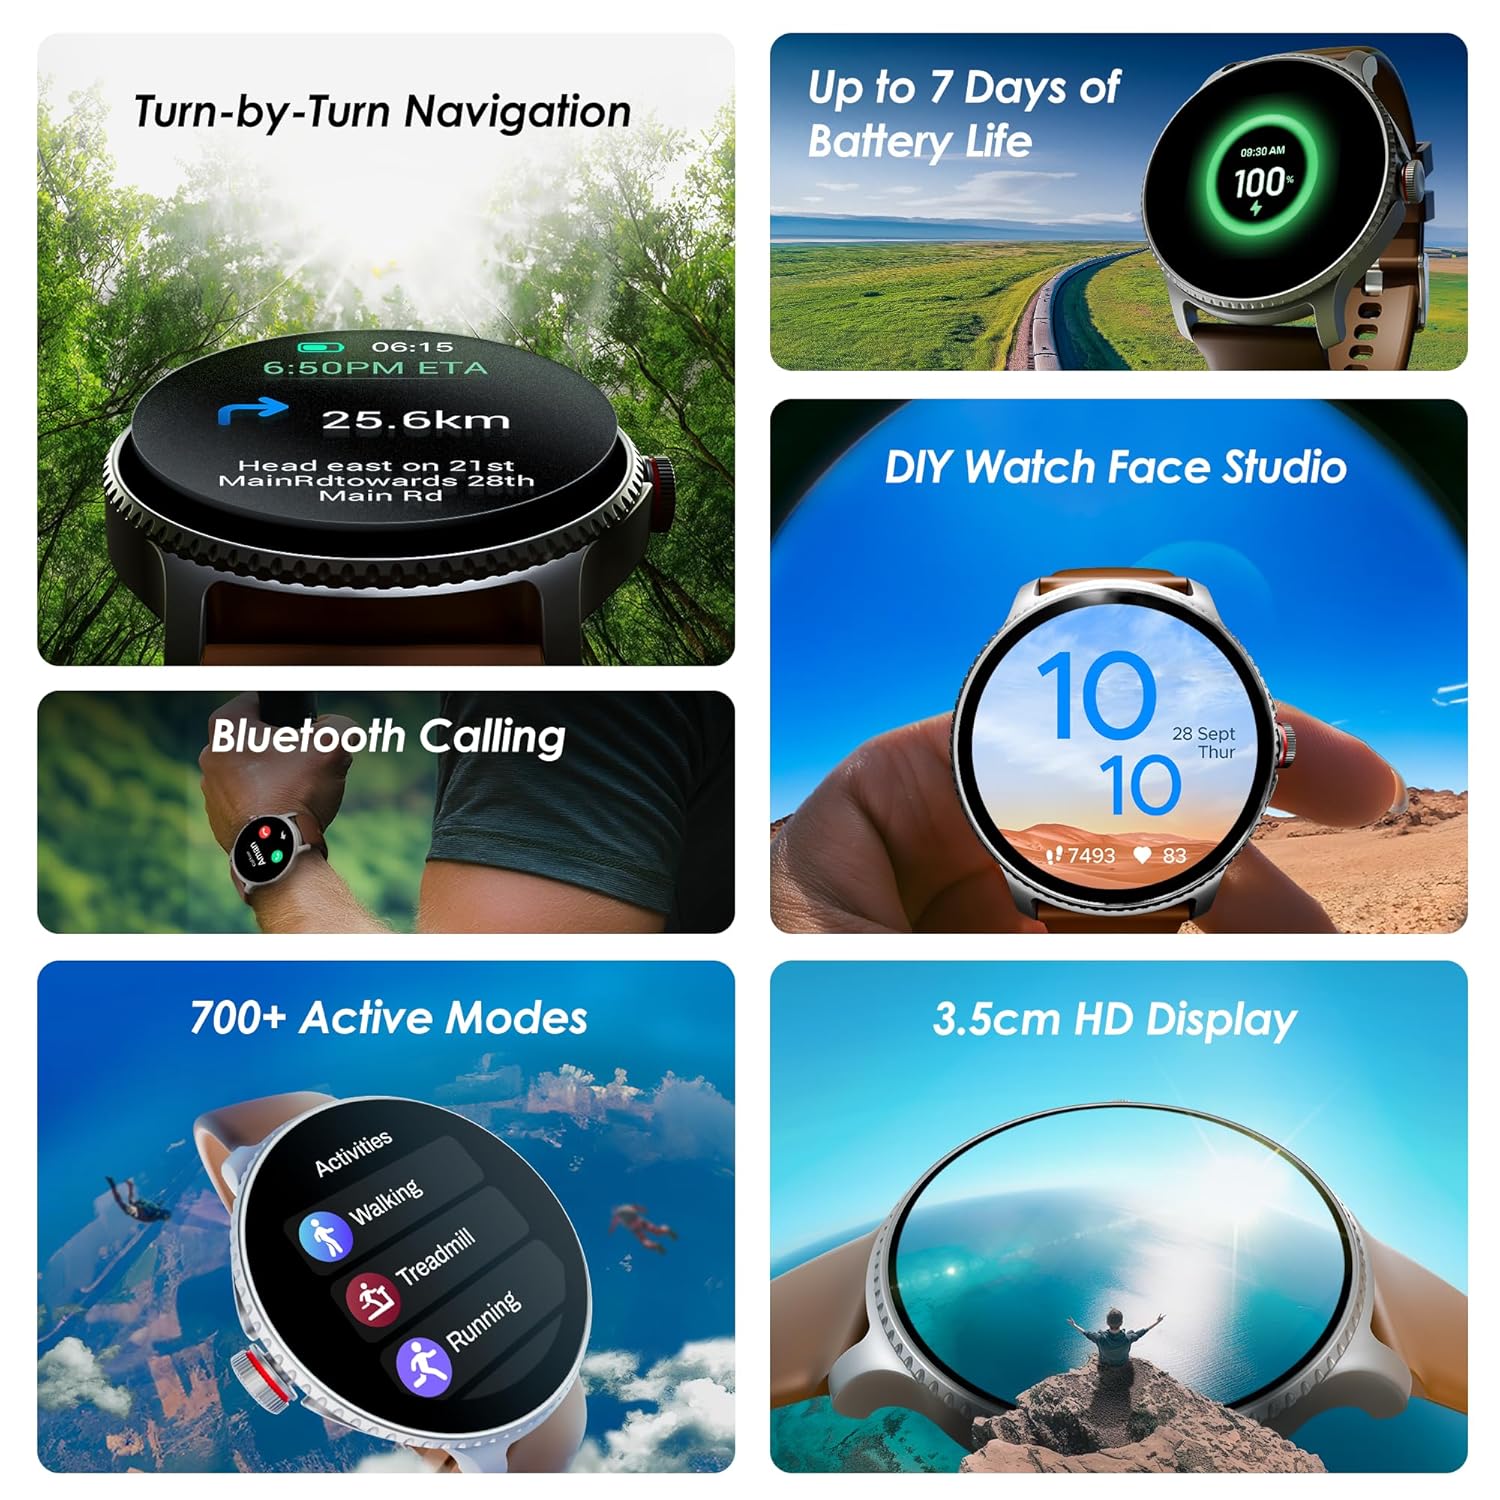 Turn-by-Turn Navigation
06:15
6:50PM ETA
25.6km
Head east on 21st
MainRdtowards 28th
Main Rd
Up to 7 Days of
Battery Life
09:30 AM
100%
DIY Watch Face Studio
10
28 Sept
Thur
10
7493 83
Bluetooth Calling
Aman
700+ Active Modes
Activities
Walking
Treadmill
Running
3.5cm HD Display